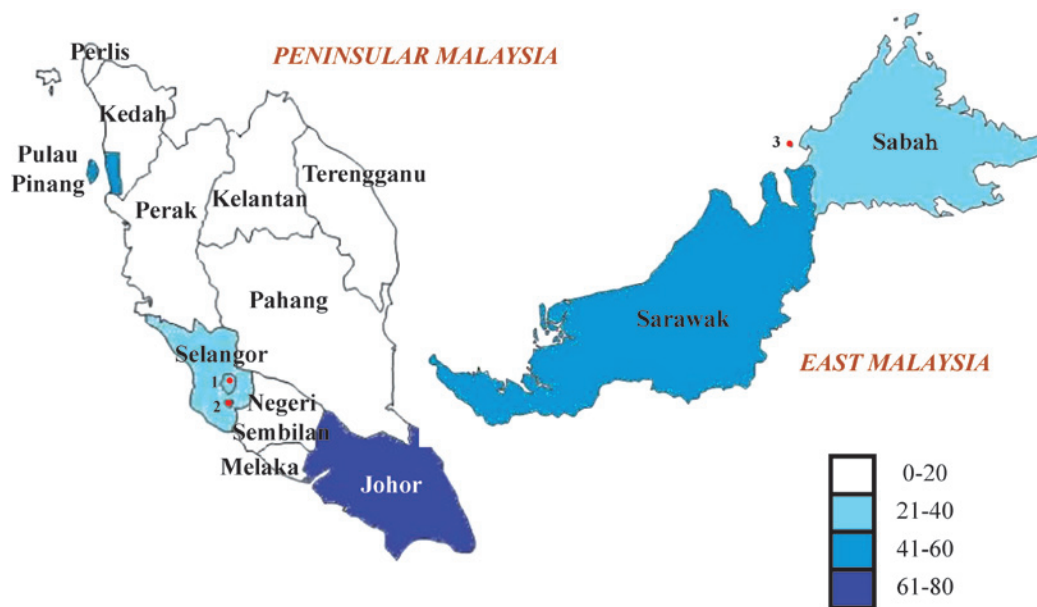 PENINSULAR MALAYSIA
Perlis
Kedah
Pulau
Pinang
Perak
Kelantan
Terengganu
Pahang
Selangor
1
2
Negeri
Sembilan
Melaka
Johor
3
Sabah
Sarawak
EAST MALAYSIA
0-20
21-40
41-60
61-80